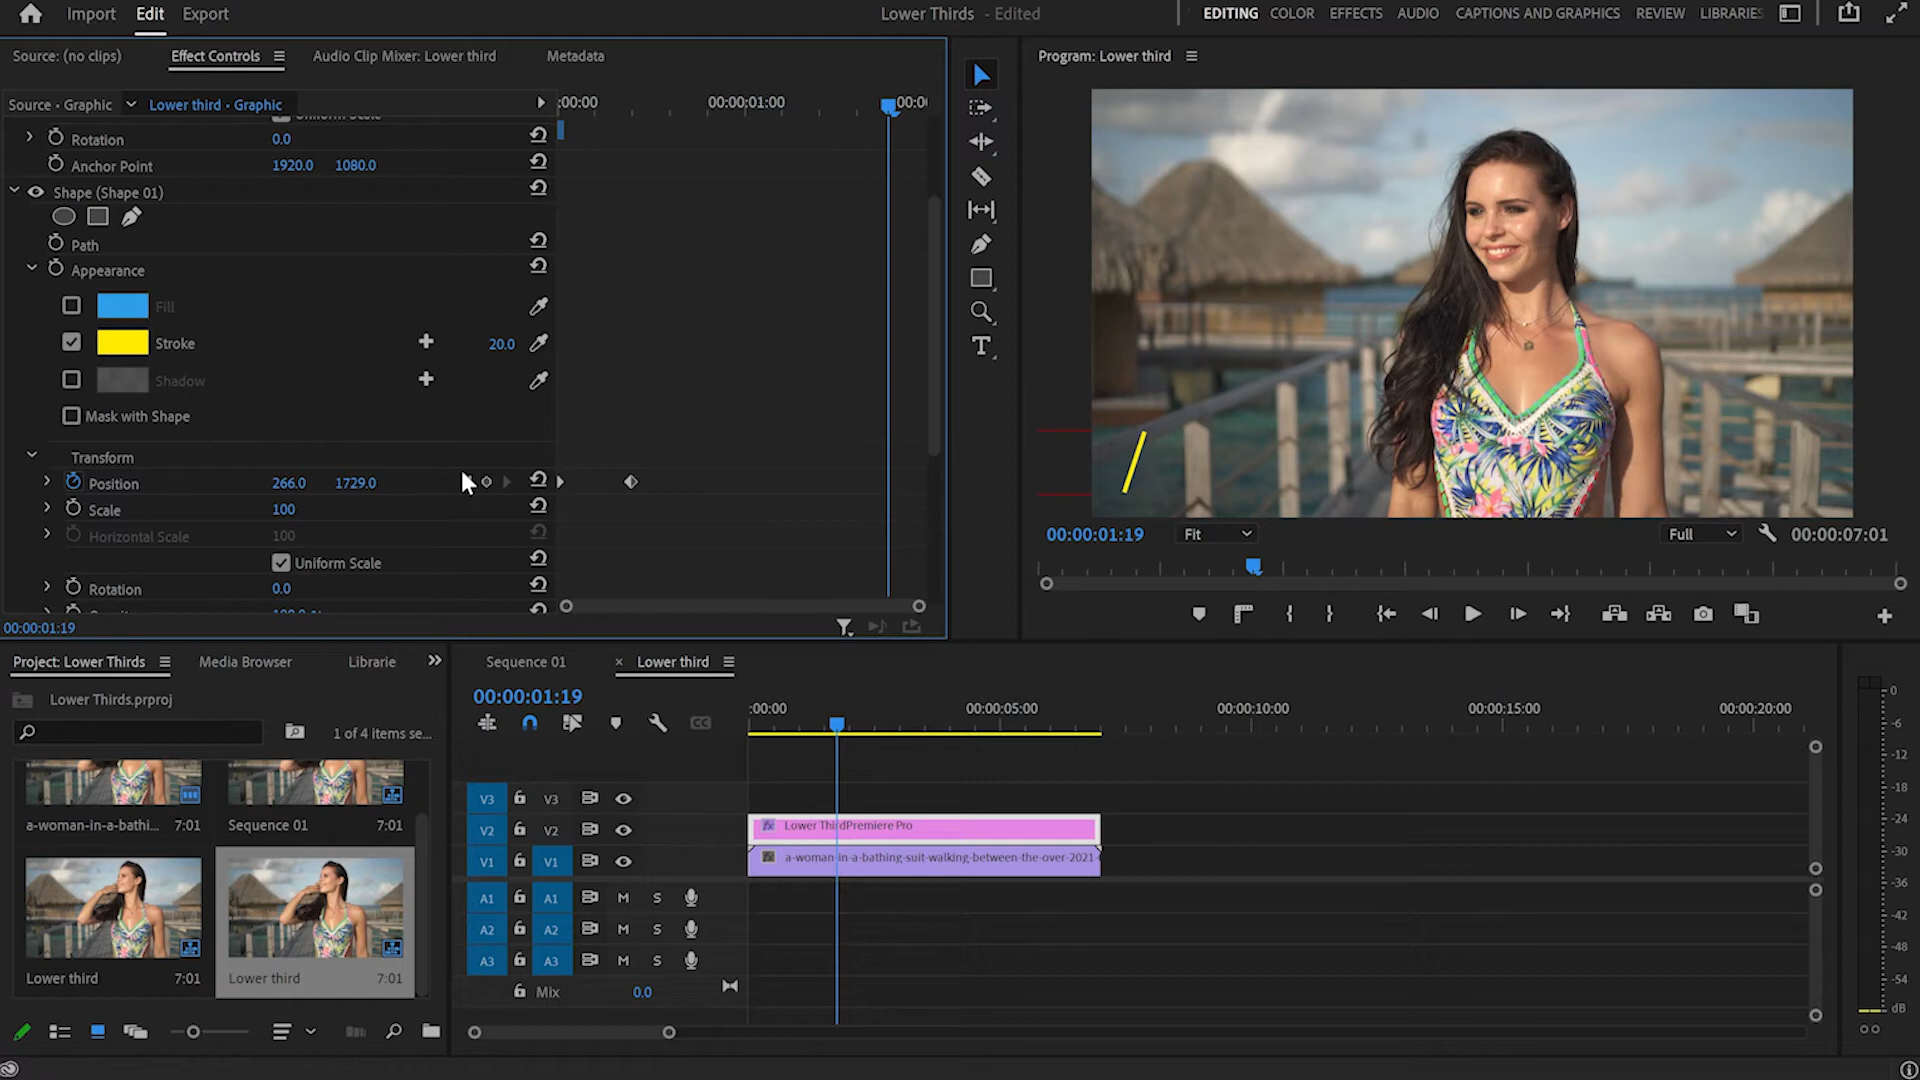 Import Edit Export Lower Thirds - Edited EDITING COLOR EFFECTS AUDIO CAPTIONS AND GRAPHICS REVIEW LIBRARIES
Source: (no clips) Effect Controls Audio Clip Mixer: Lower third Metadata
Program: Lower third
Source • Graphic Lower third • Graphic :00:00 00:00:01:00 00:0
Uniform Scale
Rotation 0.0
Anchor Point 1920.0 1080.0
Shape (Shape 01)
Path
Appearance
Fill
Stroke 20.0
Shadow
Mask with Shape
Transform
Position 266.0 1729.0
Scale 100
Horizontal Scale 100
Uniform Scale
Rotation 0.0
00:00:01:19
00:00:01:19 Fit Full 00:00:07:01
Project: Lower Thirds Media Browser Librarie
Lower Thirds.prproj
1 of 4 items se...
a-woman-in-a-bathi... 7:01 Sequence 01 7:01
Lower third 7:01 Lower third 7:01
Sequence 01 × Lower third
00:00:01:19
:00:00 00:00:05:00 00:00:10:00 00:00:15:00 00:00:20:00
CC
V3 V3
V2 V2 Lower ThirdPremiere Pro
V1 V1 a-woman-in-a-bathing-suit-walking-between-the-over-2021-
A1 A1 M S
A2 A2 M S
A3 A3 M S
Mix 0.0
0
-6
-12
-18
-24
-30
-36
-42
-48
-54
dB